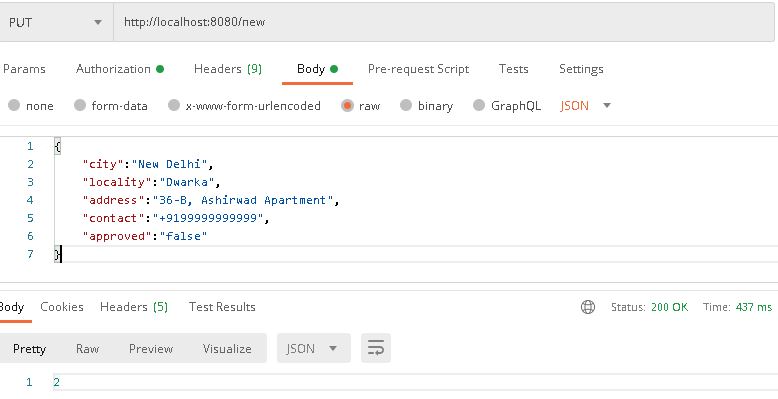 PUT http://localhost:8080/new
Params Authorization Headers (9) Body Pre-request Script Tests Settings
none form-data x-www-form-urlencoded raw binary GraphQL JSON
1 {
2 "city":"New Delhi",
3 "locality":"Dwarka",
4 "address":"36-B, Ashirwad Apartment",
5 "contact":"+9199999999999",
6 "approved":"false"
7 }
Body Cookies Headers (5) Test Results Status: 200 OK Time: 437 ms
Pretty Raw Preview Visualize JSON
1 2